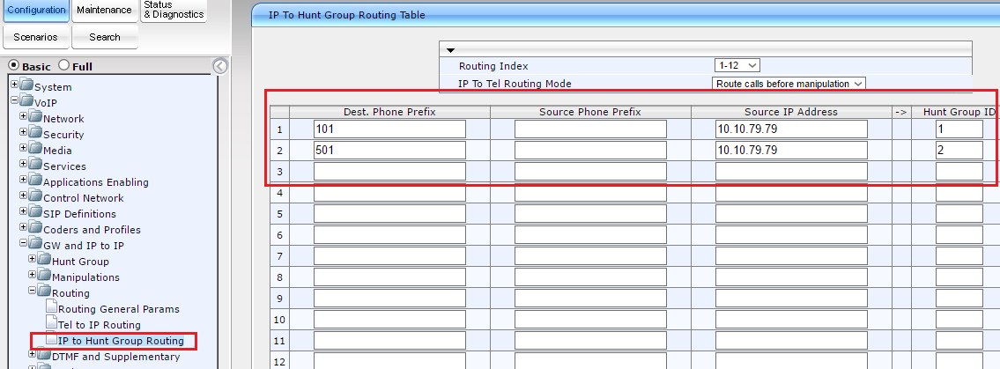 Configuration
Maintenance
Status
& Diagnostics
Scenarios
Search
Basic
Full
System
VoIP
Network
Security
Media
Services
Applications Enabling
Control Network
SIP Definitions
Coders and Profiles
GW and IP to IP
Hunt Group
Manipulations
Routing
Routing General Params
Tel to IP Routing
IP to Hunt Group Routing
DTMF and Supplementary
IP To Hunt Group Routing Table
Routing Index 1-12
IP To Tel Routing Mode Route calls before manipulation
Dest. Phone Prefix Source Phone Prefix Source IP Address -> Hunt Group ID
1 101 10.10.79.79 1
2 501 10.10.79.79 2
3
4
5
6
7
8
9
10
11
12